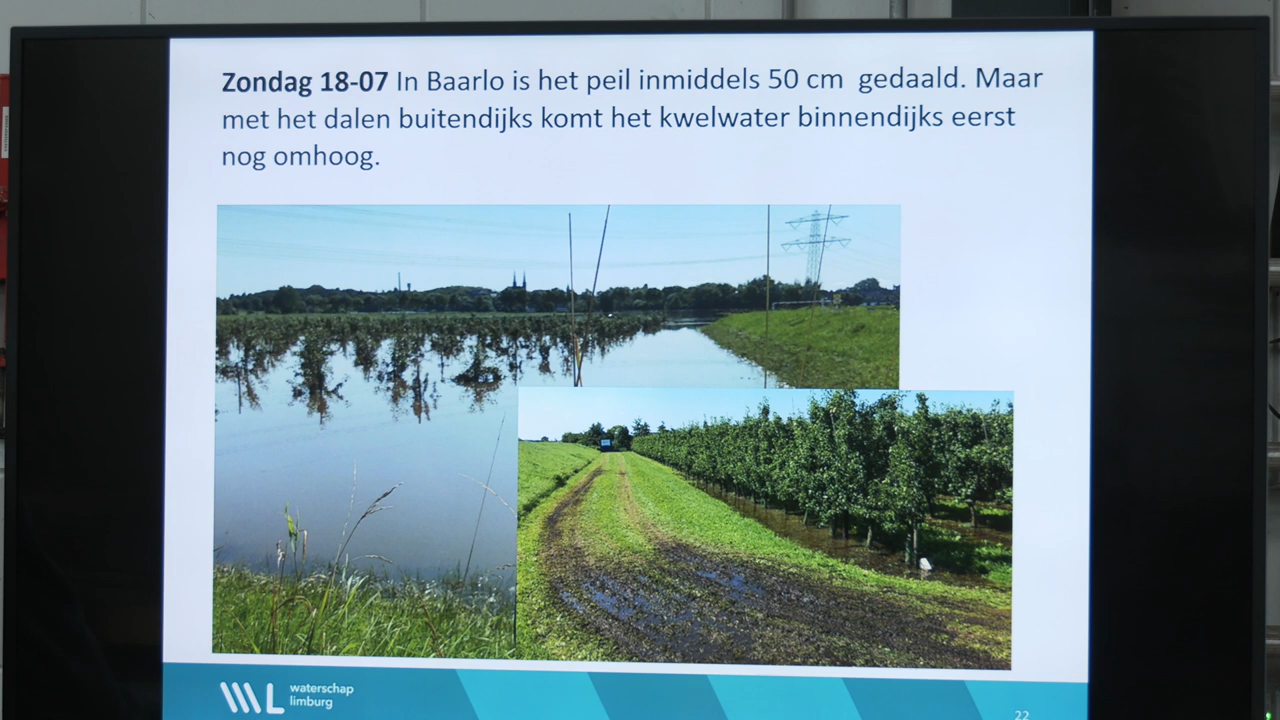 Zondag 18-07 In Baarlo is het peil inmiddels 50 cm gedaald. Maar
met het dalen buitendijks komt het kwelwater binnendijks eerst
nog omhoog.
waterschap
limburg
22